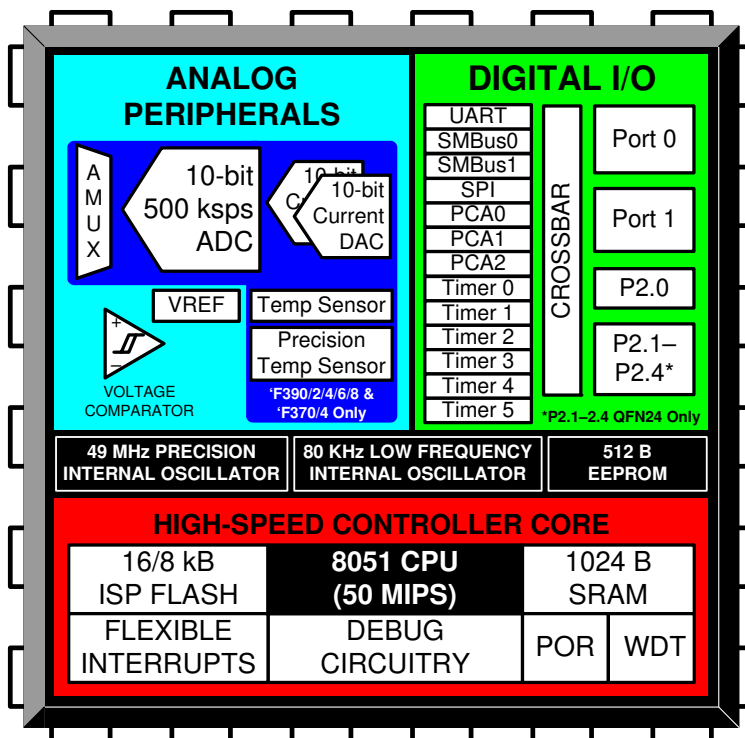 ANALOG
PERIPHERALS
A
M
U
X
10-bit
500 ksps
ADC
10-bit
10-bit
Current
DAC
VREF
Temp Sensor
Precision
Temp Sensor
+
–
VOLTAGE
COMPARATOR
‘F390/2/4/6/8 &
‘F370/4 Only
DIGITAL I/O
UART
SMBus0
SMBus1
SPI
PCA0
PCA1
PCA2
Timer 0
Timer 1
Timer 2
Timer 3
Timer 4
Timer 5
CROSSBAR
Port 0
Port 1
P2.0
P2.1–
P2.4*
*P2.1–2.4 QFN24 Only
49 MHz PRECISION
INTERNAL OSCILLATOR
80 KHz LOW FREQUENCY
INTERNAL OSCILLATOR
512 B
EEPROM
HIGH-SPEED CONTROLLER CORE
16/8 kB
ISP FLASH
8051 CPU
(50 MIPS)
1024 B
SRAM
FLEXIBLE
INTERRUPTS
DEBUG
CIRCUITRY
POR
WDT